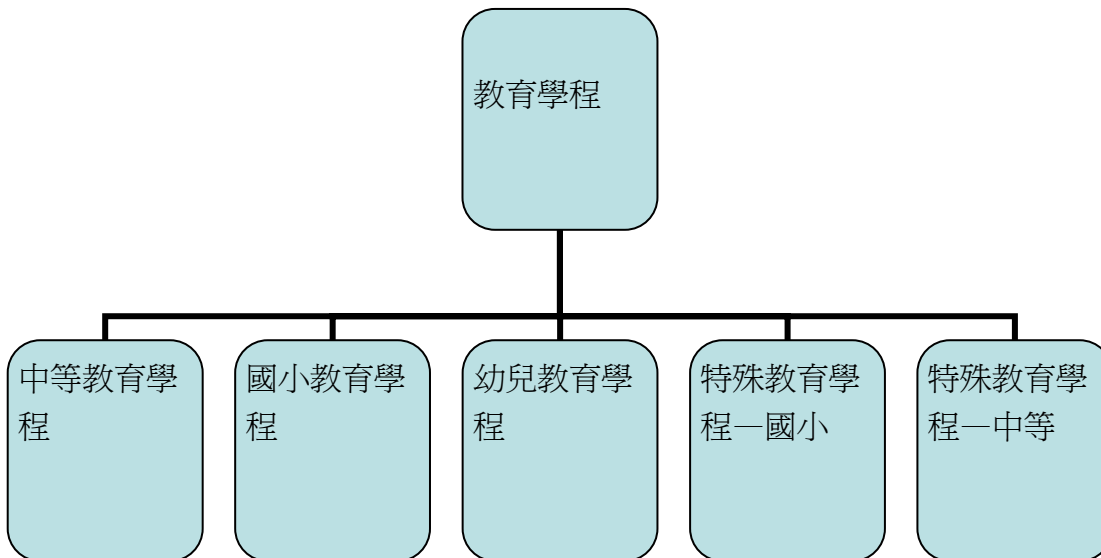 教育學程
中等教育學
程
國小教育學
程
幼兒教育學
程
特殊教育學
程—國小
特殊教育學
程—中等